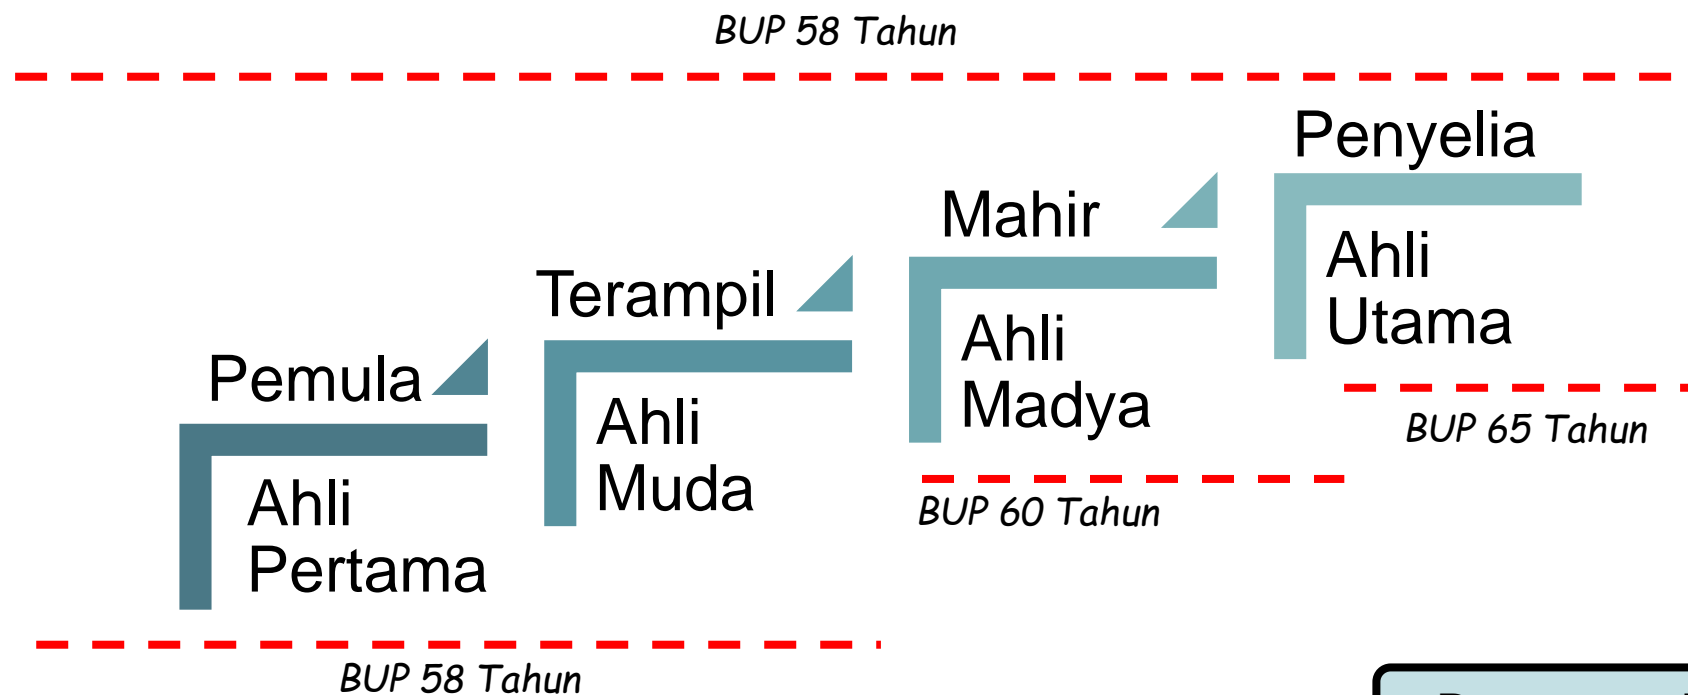 BUP 58 Tahun
Penyelia
Mahir
Terampil
Pemula
Ahli
Utama
Ahli
Madya
Ahli
Muda
Ahli
Pertama
BUP 65 Tahun
BUP 60 Tahun
BUP 58 Tahun